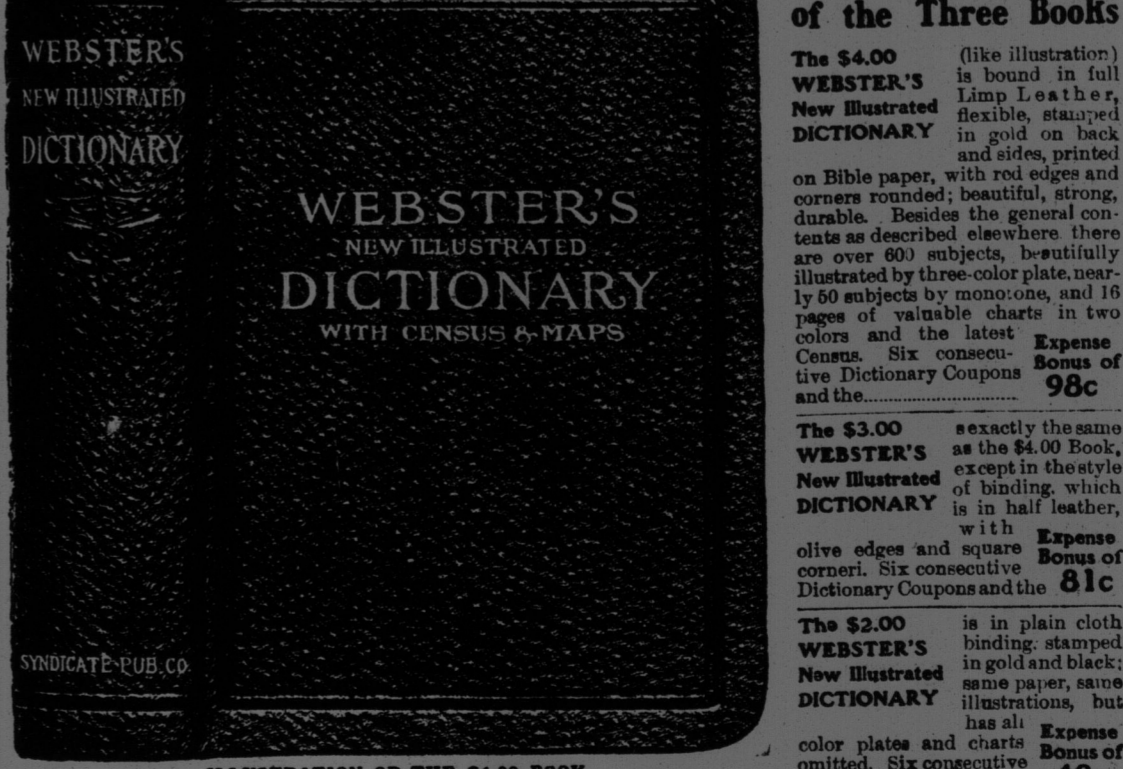 WEBSTER'S
NEW ILLUSTRATED
DICTIONARY
SYNDICATE PUB. CO.
WEBSTER'S
NEW ILLUSTRATED
DICTIONARY
WITH CENSUS & MAPS
of the Three Books
The $4.00
WEBSTER'S
New Illustrated
DICTIONARY
(like illustration)
is bound in full
Limp Leather,
flexible, stamped
in gold on back
and sides, printed
on Bible paper, with red edges and
corners rounded; beautiful, strong,
durable. Besides the general con-
tents as described elsewhere there
are over 600 subjects, beautifully
illustrated by three-color plate, near-
ly 50 subjects by monotone, and 16
pages of valuable charts in two
colors and the latest
Census. Six consecu-
tive Dictionary Coupons
and the..............................
Expense
Bonus of
98c
The $3.00
WEBSTER'S
New Illustrated
DICTIONARY
s exactly the same
as the $4.00 Book,
except in the style
of binding. which
is in half leather,
with
olive edges and square
corneri. Six consecutive
Dictionary Coupons and the
Expense
Bonus of
81c
The $2.00
WEBSTER'S
New Illustrated
DICTIONARY
is in plain cloth
binding. stamped
in gold and black;
same paper, same
illustrations, but
has all
color plates and charts
omitted. Six consecutive
Expense
Bonus of
ILLUSTRATION OF THE $4.00 BOOK